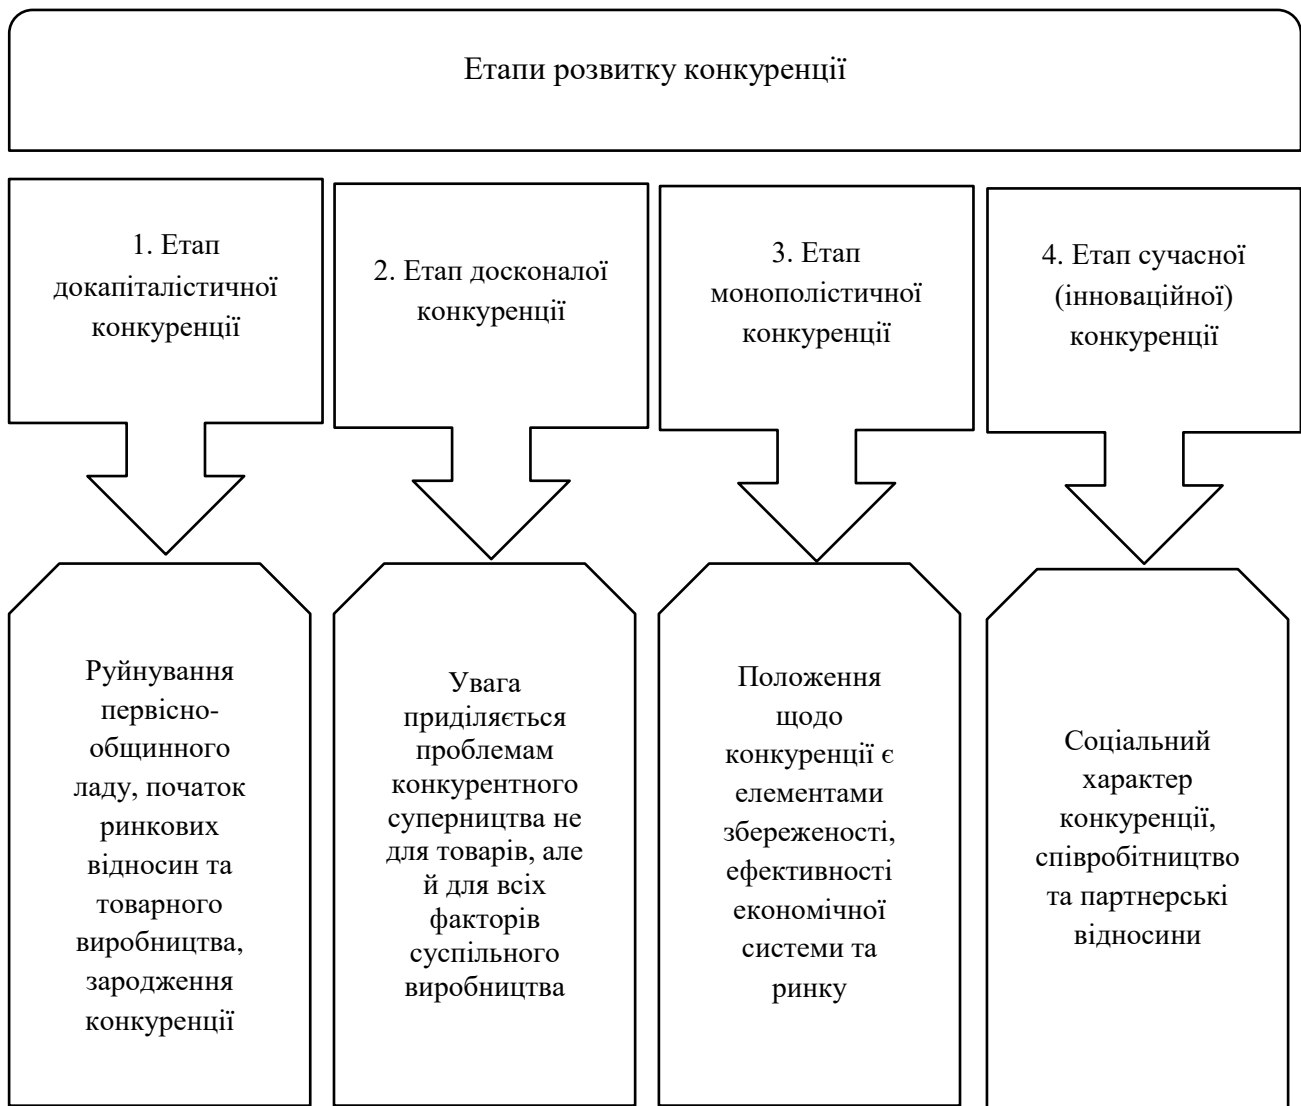 Етапи розвитку конкуренції
1. Етап
докапіталістичної
конкуренції
2. Етап досконалої
конкуренції
3. Етап
монополістичної
конкуренції
4. Етап сучасної
(інноваційної)
конкуренції
Руйнування
первісно-
общинного
ладу, початок
ринкових
відносин та
товарного
виробництва,
зародження
конкуренції
Увага
приділяється
проблемам
конкурентного
суперництва не
для товарів, але
й для всіх
факторів
суспільного
виробництва
Положення
щодо
конкуренції є
елементами
збереженості,
ефективності
економічної
системи та
ринку
Соціальний
характер
конкуренції,
співробітництво
та партнерські
відносини